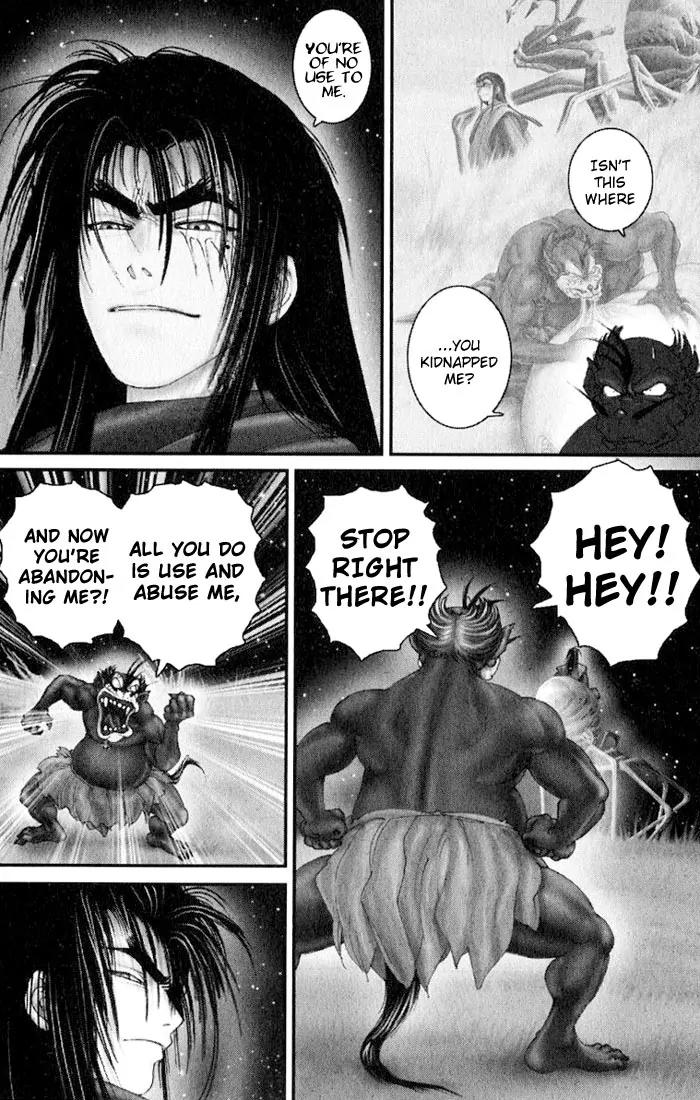 ISN'T
THIS
WHERE
...YOU
KIDNAPPED
ME?
YOU'RE
OF NO
USE TO
ME.
HEY!
HEY!!
STOP
RIGHT
THERE!!
ALL YOU DO
IS USE AND
ABUSE ME,
AND NOW
YOU'RE
ABANDON-
ING ME?!